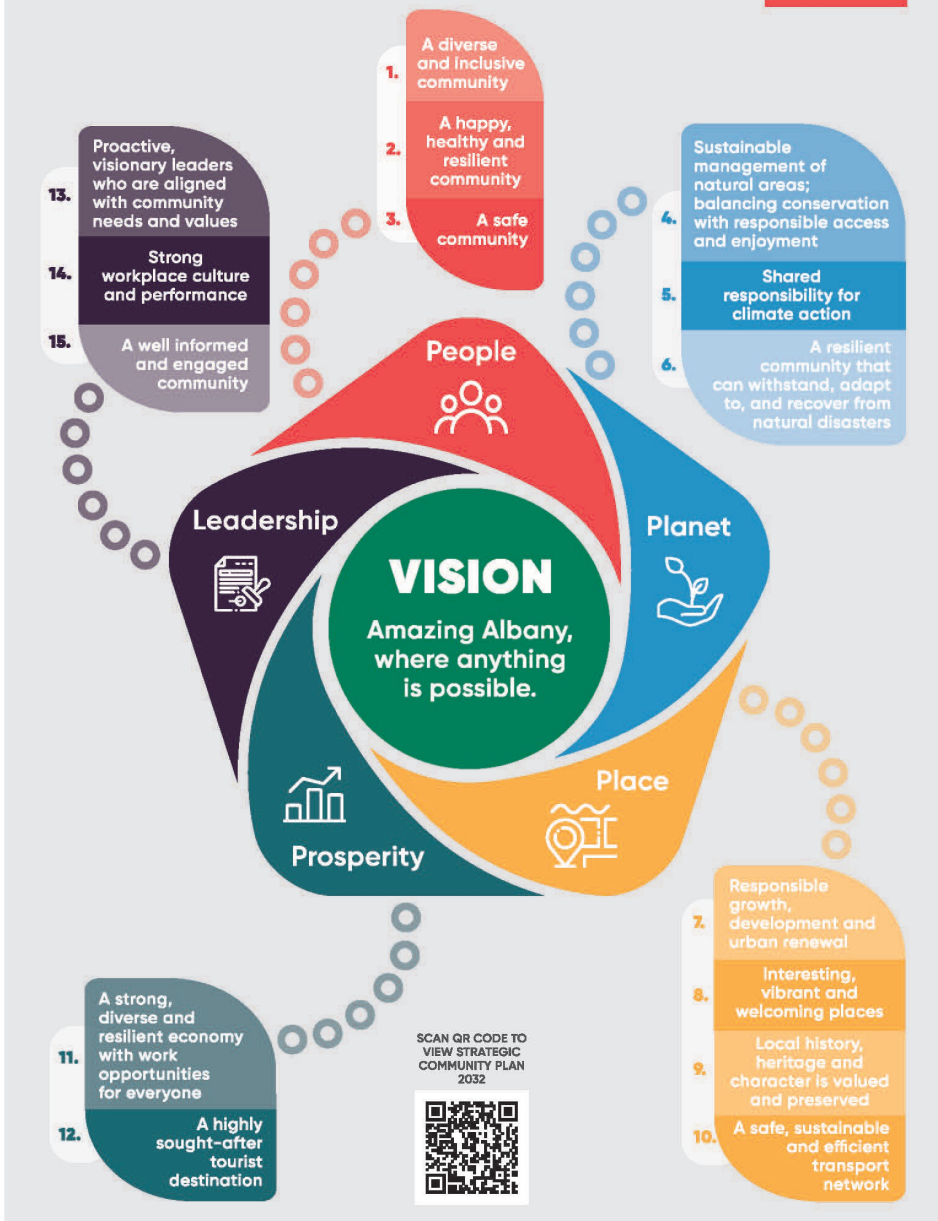 1.
A diverse
and inclusive
community
2.
A happy,
healthy and
resilient
community
3.
A safe
community
13.
Proactive,
visionary leaders
who are aligned
with community
needs and values
14.
Strong
workplace culture
and performance
15.
A well informed
and engaged
community
4.
Sustainable
management of
natural areas;
balancing conservation
with responsible access
and enjoyment
5.
Shared
responsibility for
climate action
6.
A resilient
community that
can withstand, adapt
to, and recover from
natural disasters
People
Leadership
Planet
VISION
Amazing Albany,
where anything
is possible.
Place
Prosperity
7.
Responsible
growth,
development and
urban renewal
8.
Interesting,
vibrant and
welcoming places
9.
Local history,
heritage and
character is valued
and preserved
10.
A safe, sustainable
and efficient
transport
network
11.
A strong,
diverse and
resilient economy
with work
opportunities
for everyone
12.
A highly
sought-after
tourist
destination
SCAN QR CODE TO
VIEW STRATEGIC
COMMUNITY PLAN
2032